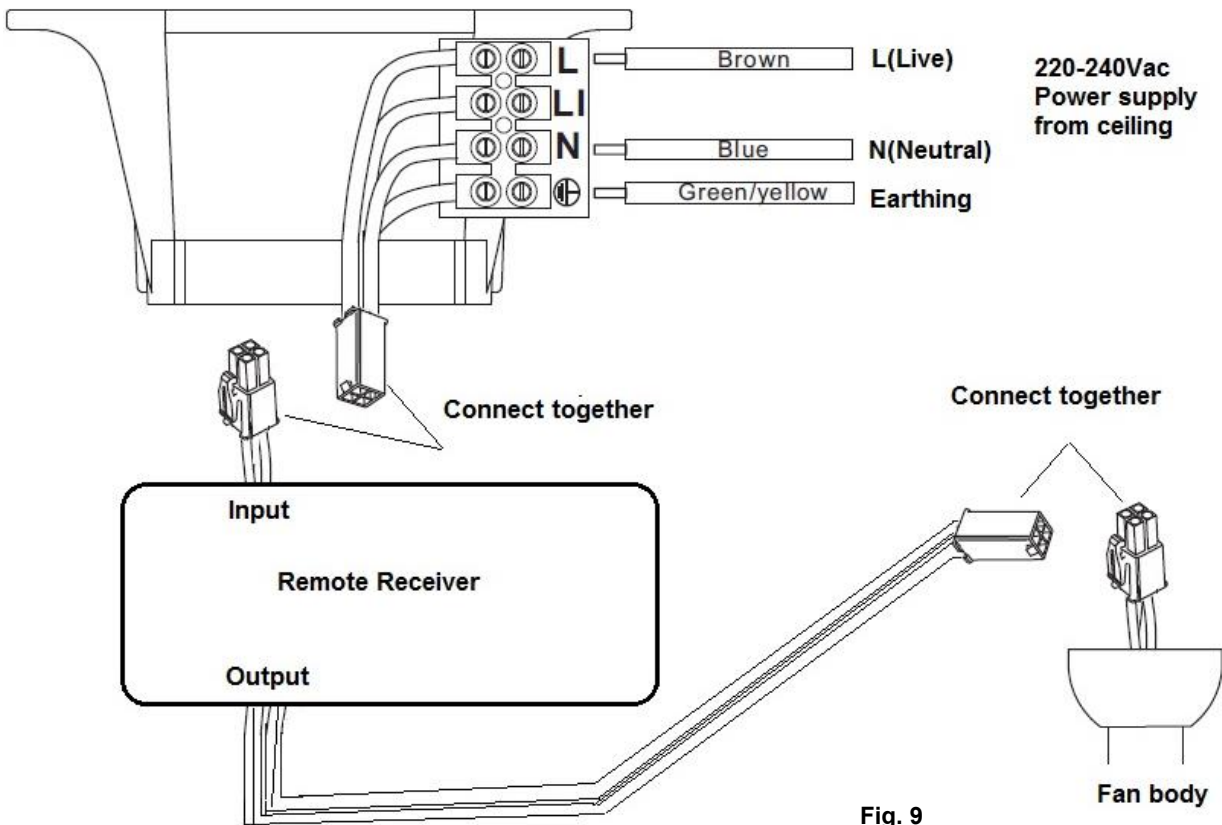 L
L1
N
Brown
L(Live)
Blue
N(Neutral)
Green/yellow
Earthing
220-240Vac
Power supply
from ceiling
Connect together
Connect together
Input
Remote Receiver
Output
Fan body
Fig. 9